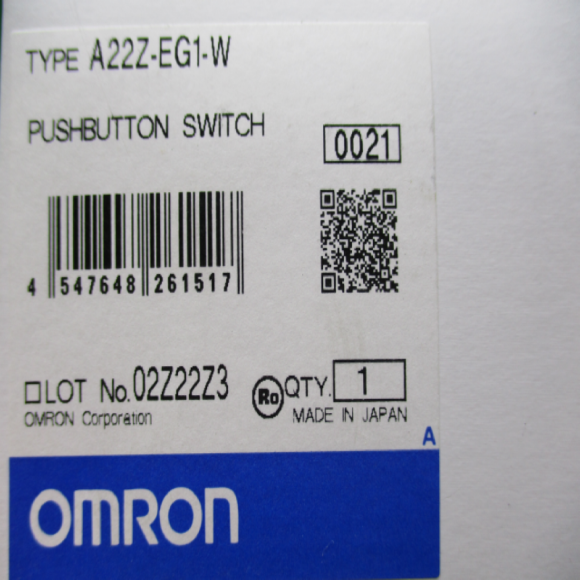 TYPE A22Z-EG1-W
PUSHBUTTON SWITCH
0021
4 547648 261517
LOT No. 02Z22Z3
Ro QTY. 1
OMRON Corporation
MADE IN JAPAN
A
OMRON